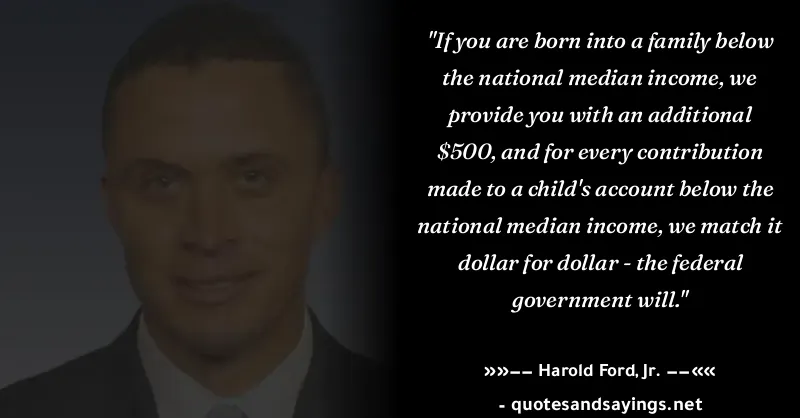 "If you are born into a family below
the national median income, we
provide you with an additional
$500, and for every contribution
made to a child's account below the
national median income, we match it
dollar for dollar - the federal
government will."
»»–– Harold Ford, Jr. ––««
- quotesandsayings.net